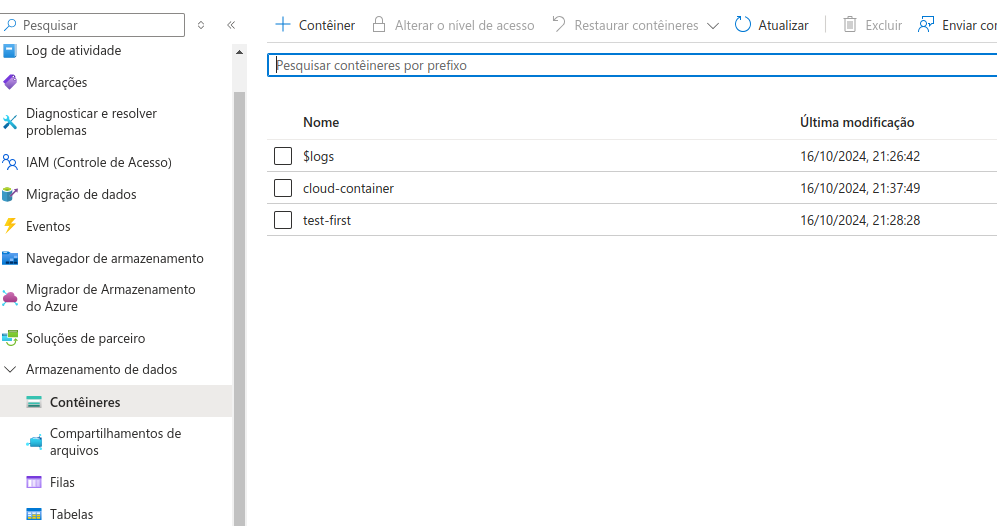 Pesquisar
Log de atividade
Marcações
Diagnosticar e resolver
problemas
IAM (Controle de Acesso)
Migração de dados
Eventos
Navegador de armazenamento
Migrador de Armazenamento
do Azure
Soluções de parceiro
Armazenamento de dados
Contêineres
Compartilhamentos de
arquivos
Filas
Tabelas
Contêiner Alterar o nível de acesso Restaurar contêineres Atualizar Excluir Enviar
Pesquisar contêineres por prefixo
Nome Última modificação
$logs 16/10/2024, 21:26:42
cloud-container 16/10/2024, 21:37:49
test-first 16/10/2024, 21:28:28